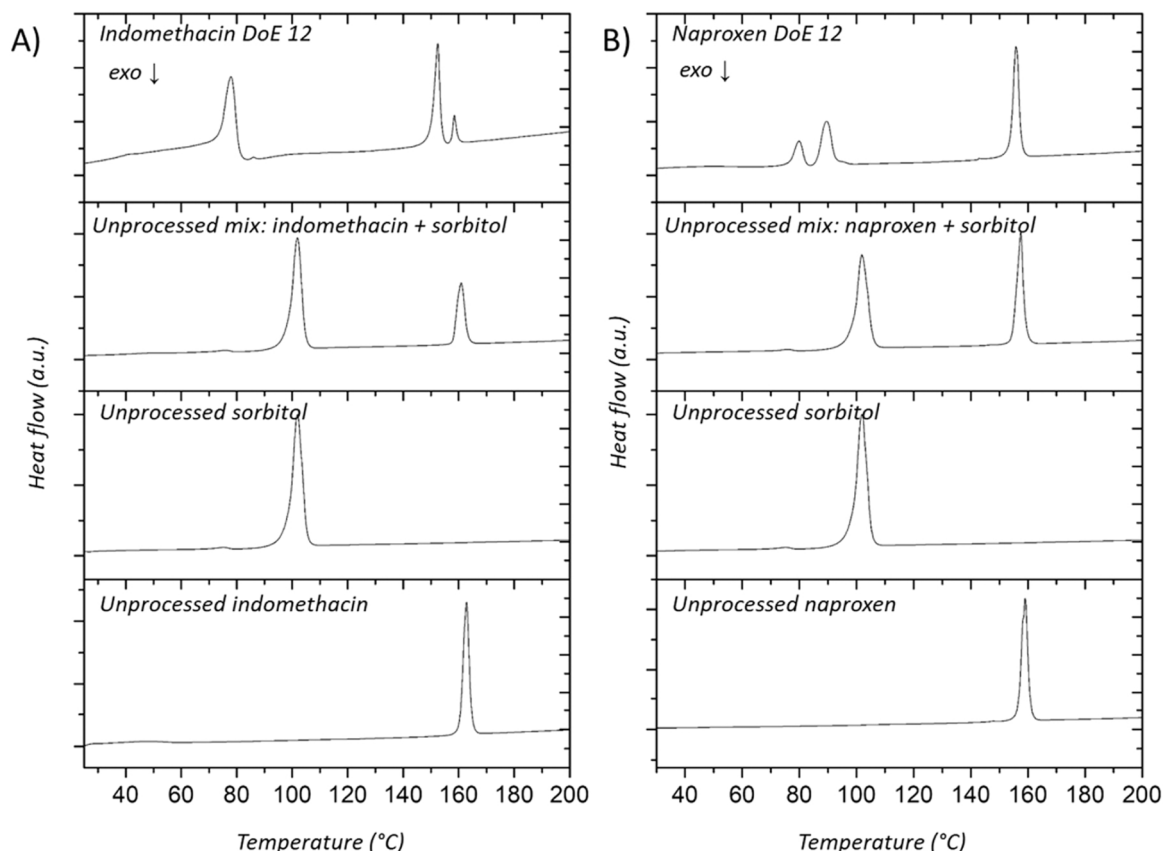 A)
Indomethacin DoE 12
exo ↓
Unprocessed mix: indomethacin + sorbitol
Unprocessed sorbitol
Unprocessed indomethacin
Heat flow (a.u.)
40 60 80 100 120 140 160 180 200
Temperature (°C)
B)
Naproxen DoE 12
exo ↓
Unprocessed mix: naproxen + sorbitol
Unprocessed sorbitol
Unprocessed naproxen
Heat flow (a.u.)
40 60 80 100 120 140 160 180 200
Temperature (°C)